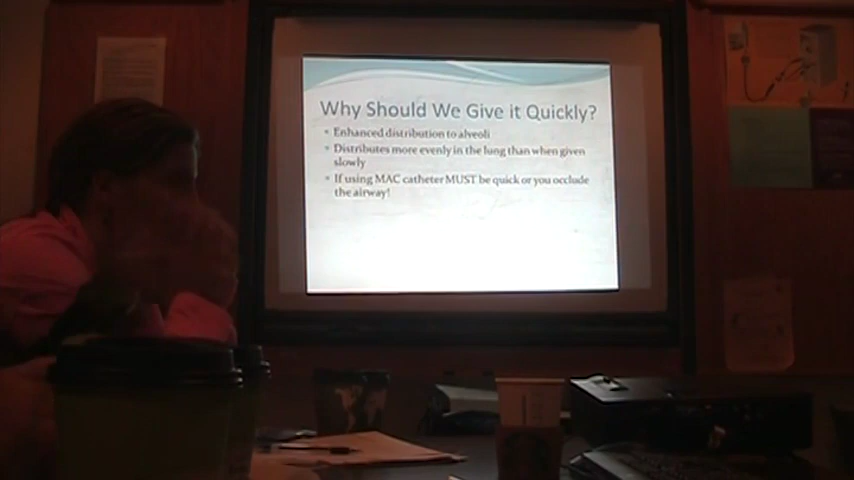 Why Should We Give it Quickly?
Enhanced distribution to alveoli
Distributes more evenly in the lung than when given
slowly
If using MAC catheter MUST be quick or you occlude
the airway!